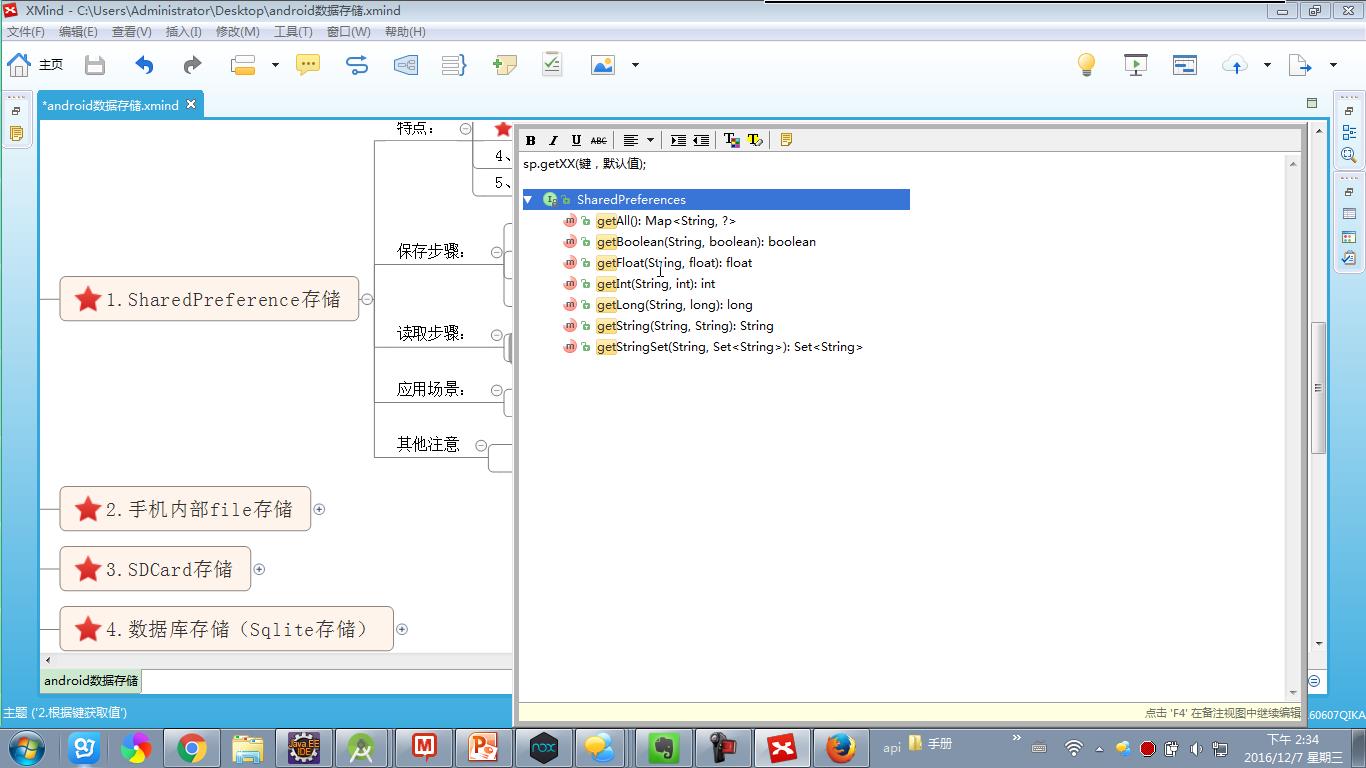 XMind - C:\Users\Administrator\Desktop\android数据存储.xmind
文件(F) 编辑(E) 查看(V) 插入(I) 修改(M) 工具(T) 窗口(W) 帮助(H)
主页
*android数据存储.xmind
特点：
4、
5、
保存步骤：
1.SharedPreference存储
读取步骤：
应用场景：
其他注意
2.手机内部file存储
3.SDCard存储
4.数据库存储（Sqlite存储）
B I U ABC
sp.getXX(键，默认值);
SharedPreferences
getAll(): Map<String, ?>
getBoolean(String, boolean): boolean
getFloat(String, float): float
getInt(String, int): int
getLong(String, long): long
getString(String, String): String
getStringSet(String, Set<String>): Set<String>
android数据存储
主题 ('2.根据键获取值')
点击 'F4' 在备注视图中继续编辑
60607QIKA
Java EE
IDE
nox
api 手册
下午 2:34
2016/12/7 星期三